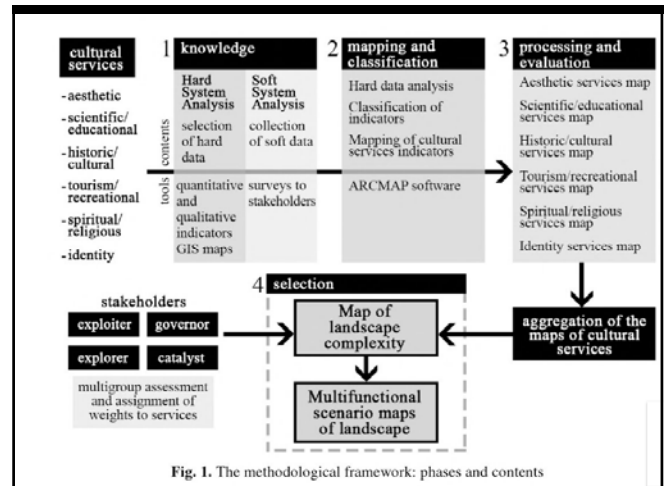 cultural
services
-aesthetic
-scientific/
educational
-historic/
cultural
-tourism/
recreational
-spiritual/
religious
-identity
1 knowledge
contents
tools
Hard
System
Analysis
selection
of hard
data
quantitative
and
qualitative
indicators
GIS maps
Soft
System
Analysis
collection
of soft data
surveys to
stakeholders
2 mapping and
classification
Hard data analysis
Classification of
indicators
Mapping of cultural
services indicators
ARCMAP software
3 processing and
evaluation
Aesthetic services map
Scientific/educational
services map
Historic/cultural
services map
Tourism/recreational
services map
Spiritual/religious
services map
Identity services map
aggregation of the
maps of cultural
services
4 selection
Map of
landscape
complexity
Multifunctional
scenario maps
of landscape
stakeholders
exploiter governor
explorer catalyst
multigroup assessment
and assignment of
weights to services
Fig. 1. The methodological framework: phases and contents